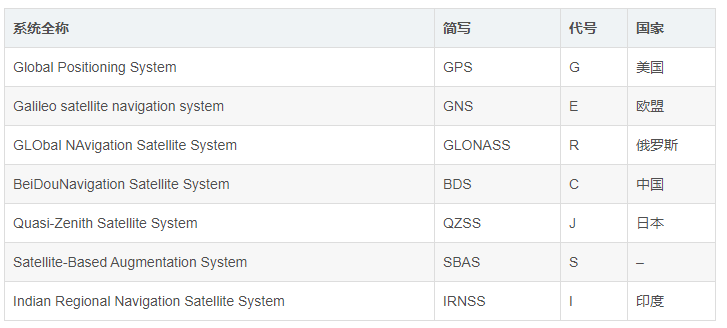 系统全称 简写 代号 国家
Global Positioning System GPS G 美国
Galileo satellite navigation system GNS E 欧盟
GLObal NAvigation Satellite System GLONASS R 俄罗斯
BeiDouNavigation Satellite System BDS C 中国
Quasi-Zenith Satellite System QZSS J 日本
Satellite-Based Augmentation System SBAS S –
Indian Regional Navigation Satellite System IRNSS I 印度